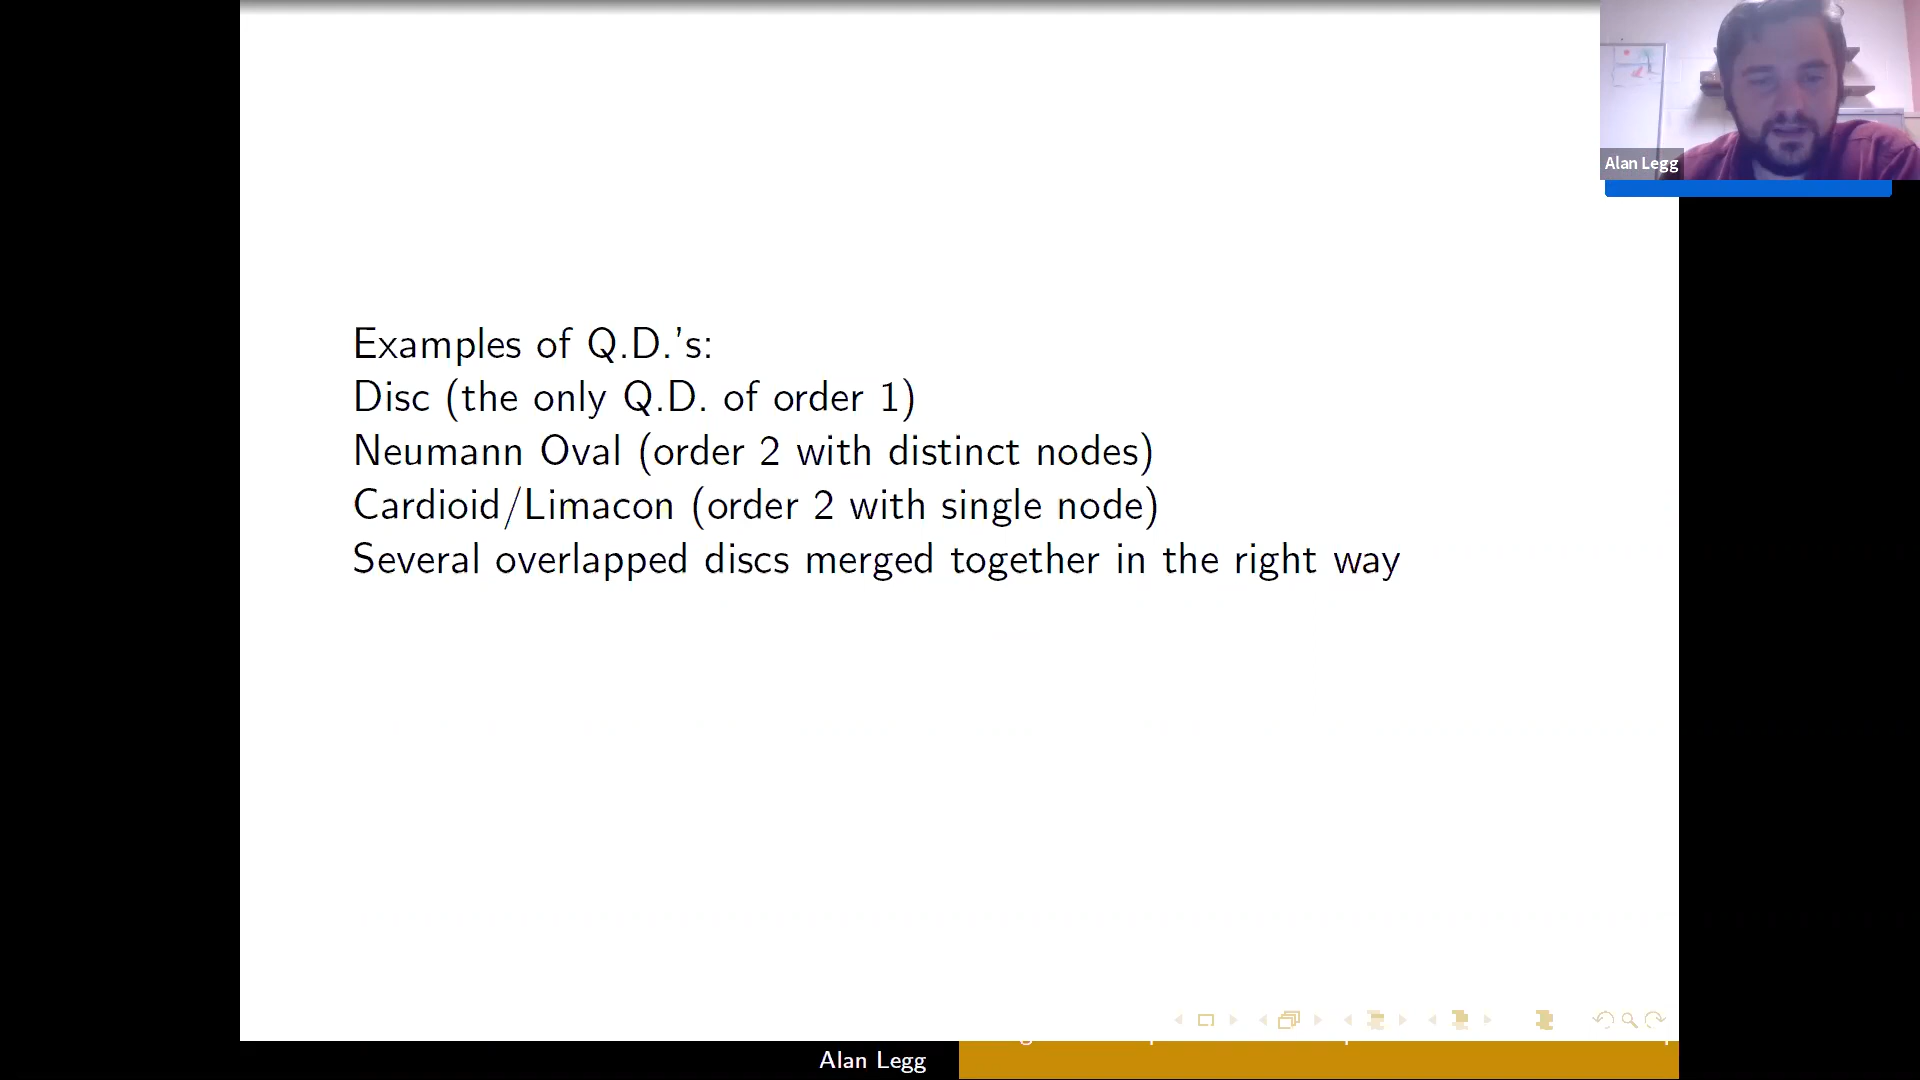 Alan Legg
Examples of Q.D.'s:
Disc (the only Q.D. of order 1)
Neumann Oval (order 2 with distinct nodes)
Cardioid/Limacon (order 2 with single node)
Several overlapped discs merged together in the right way
Alan Legg